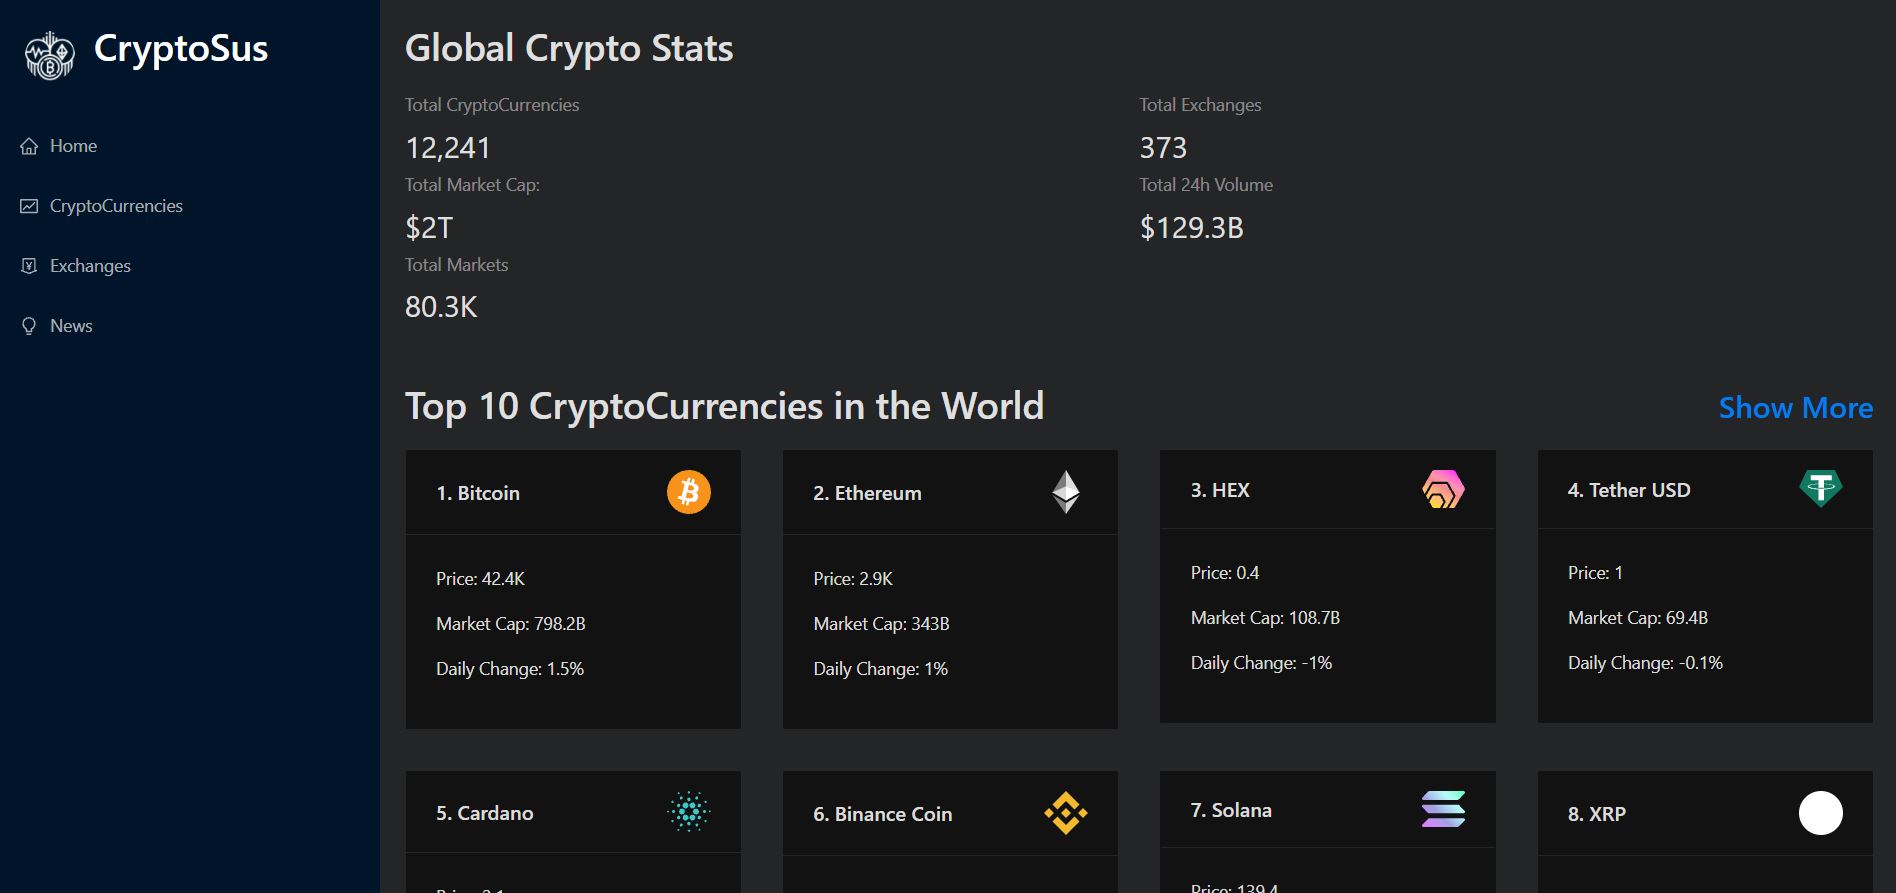 CryptoSus
Home
CryptoCurrencies
Exchanges
News
Global Crypto Stats
Total CryptoCurrencies
12,241
Total Exchanges
373
Total Market Cap:
$2T
Total 24h Volume
$129.3B
Total Markets
80.3K
Top 10 CryptoCurrencies in the World
Show More
1. Bitcoin
Price: 42.4K
Market Cap: 798.2B
Daily Change: 1.5%
2. Ethereum
Price: 2.9K
Market Cap: 343B
Daily Change: 1%
3. HEX
Price: 0.4
Market Cap: 108.7B
Daily Change: -1%
4. Tether USD
Price: 1
Market Cap: 69.4B
Daily Change: -0.1%
5. Cardano
Price: 2.1
6. Binance Coin
7. Solana
Price: 139.4
8. XRP